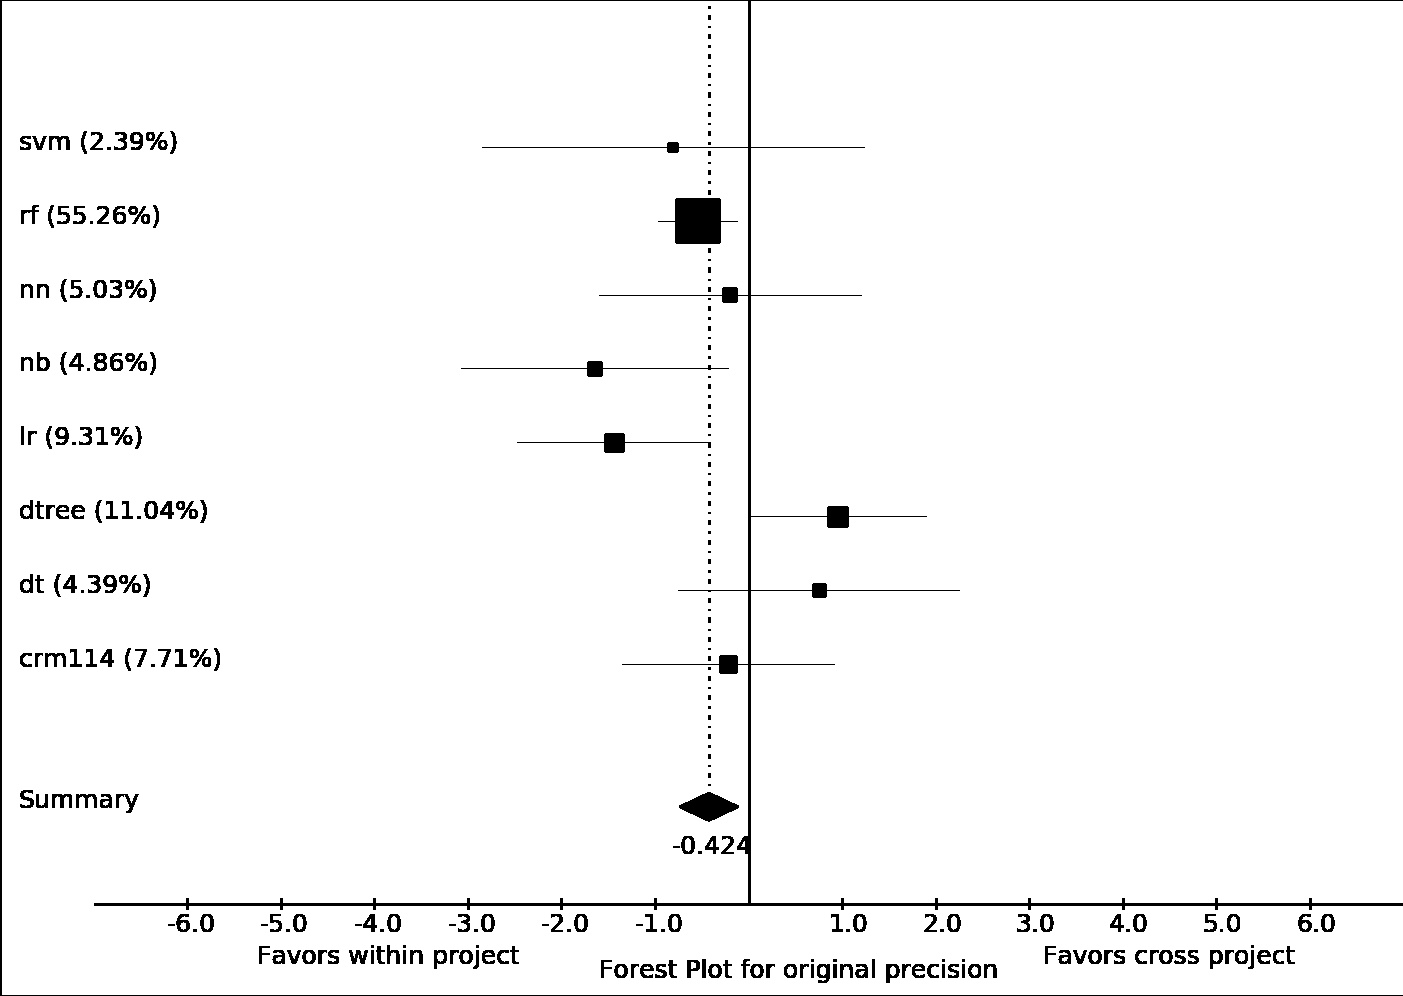 svm (2.39%)
rf (55.26%)
nn (5.03%)
nb (4.86%)
lr (9.31%)
dtree (11.04%)
dt (4.39%)
crm114 (7.71%)
Summary
-0.424
-6.0 -5.0 -4.0 -3.0 -2.0 -1.0 1.0 2.0 3.0 4.0 5.0 6.0
Favors within project Favors cross project
Forest Plot for original precision